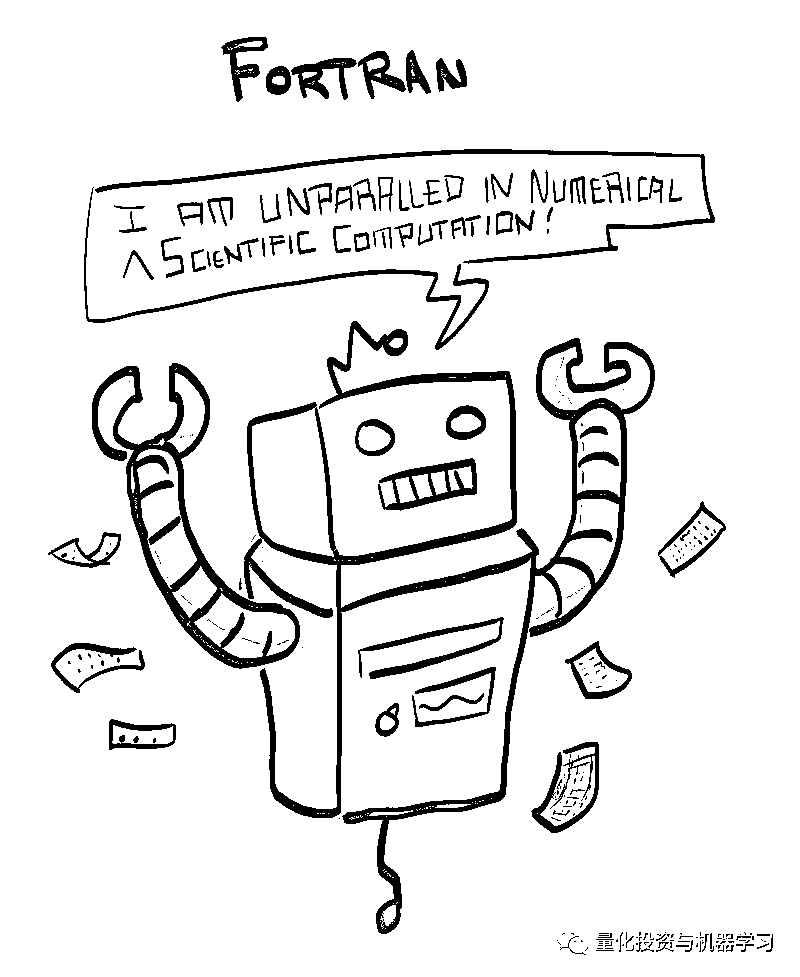 FORTRAN
I AM UNPARALLED IN NUMERICAL
∧ SCIENTIFIC COMPUTATION!
量化投资与机器学习